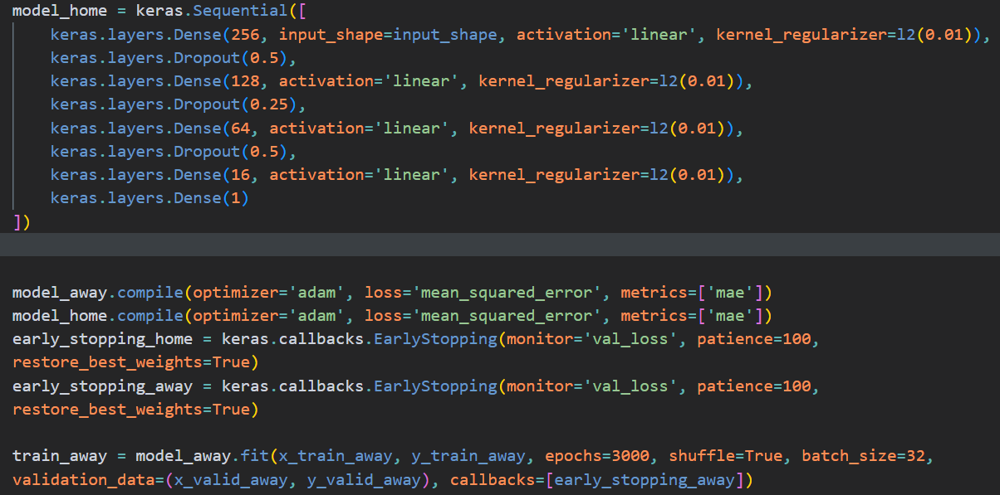 model_home = keras.Sequential([
    keras.layers.Dense(256, input_shape=input_shape, activation='linear', kernel_regularizer=l2(0.01)),
    keras.layers.Dropout(0.5),
    keras.layers.Dense(128, activation='linear', kernel_regularizer=l2(0.01)),
    keras.layers.Dropout(0.25),
    keras.layers.Dense(64, activation='linear', kernel_regularizer=l2(0.01)),
    keras.layers.Dropout(0.5),
    keras.layers.Dense(16, activation='linear', kernel_regularizer=l2(0.01)),
    keras.layers.Dense(1)
])
model_away.compile(optimizer='adam', loss='mean_squared_error', metrics=['mae'])
model_home.compile(optimizer='adam', loss='mean_squared_error', metrics=['mae'])
early_stopping_home = keras.callbacks.EarlyStopping(monitor='val_loss', patience=100,
restore_best_weights=True)
early_stopping_away = keras.callbacks.EarlyStopping(monitor='val_loss', patience=100,
restore_best_weights=True)
train_away = model_away.fit(x_train_away, y_train_away, epochs=3000, shuffle=True, batch_size=32,
validation_data=(x_valid_away, y_valid_away), callbacks=[early_stopping_away])